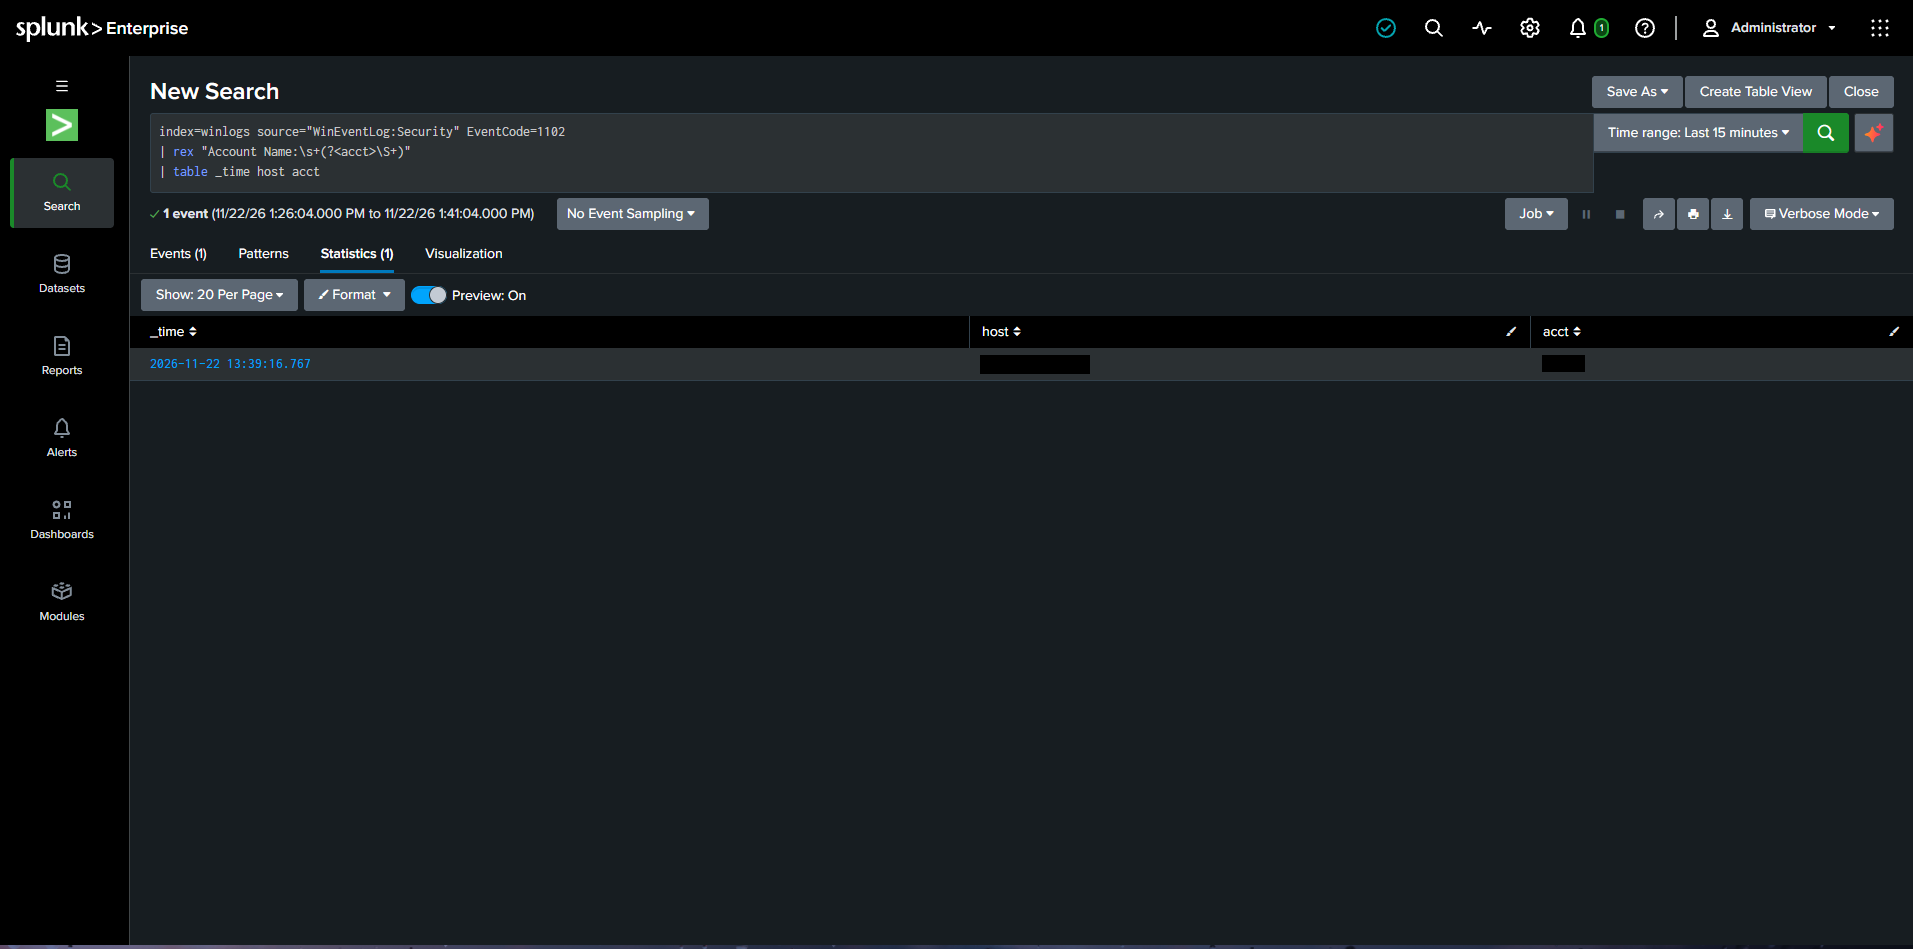 splunk>Enterprise
1
Administrator
New Search
Save As
Create Table View
Close
index=winlogs source="WinEventLog:Security" EventCode=1102
| rex "Account Name:\s+(?<acct>\S+)"
| table _time host acct
Time range: Last 15 minutes
1 event (11/22/26 1:26:04.000 PM to 11/22/26 1:41:04.000 PM)
No Event Sampling
Job
Verbose Mode
Events (1)
Patterns
Statistics (1)
Visualization
Show: 20 Per Page
Format
Preview: On
_time
host
acct
2026-11-22 13:39:16.767
Search
Datasets
Reports
Alerts
Dashboards
Modules